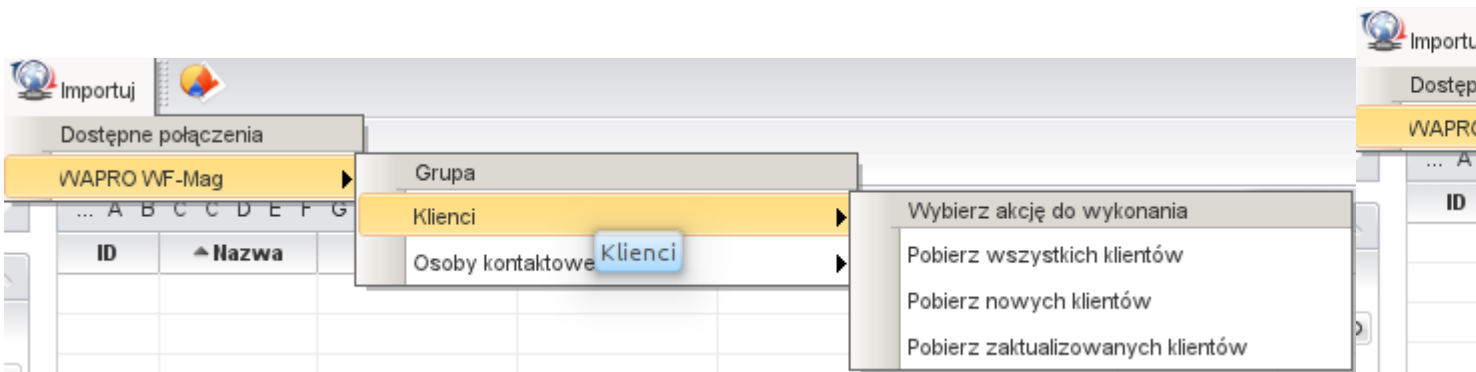 Importuj
Dostępne połączenia
WAPRO WF-Mag
Grupa
Klienci
Klienci
Osoby kontaktowe
Wybierz akcję do wykonania
Pobierz wszystkich klientów
Pobierz nowych klientów
Pobierz zaktualizowanych klientów
... A B C C D E F G
ID Nazwa
Importu
Dostęp
WAPRO
... A
ID